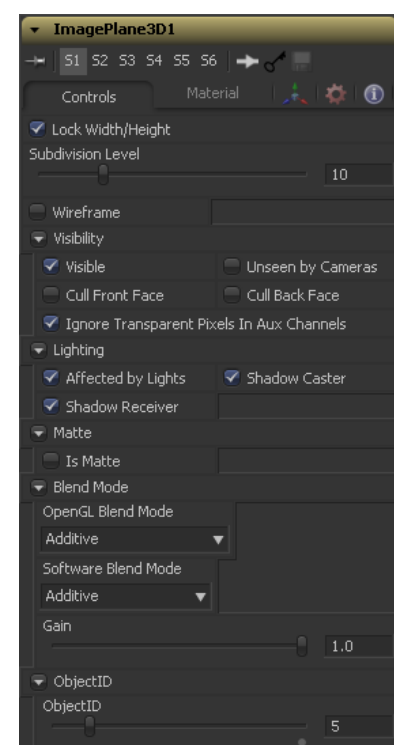 ImagePlane3D1
S1 S2 S3 S4 S5 S6
Controls Material
Lock Width/Height
Subdivision Level
10
Wireframe
Visibility
Visible Unseen by Cameras
Cull Front Face Cull Back Face
Ignore Transparent Pixels In Aux Channels
Lighting
Affected by Lights Shadow Caster
Shadow Receiver
Matte
Is Matte
Blend Mode
OpenGL Blend Mode
Additive
Software Blend Mode
Additive
Gain
1.0
ObjectID
ObjectID
5